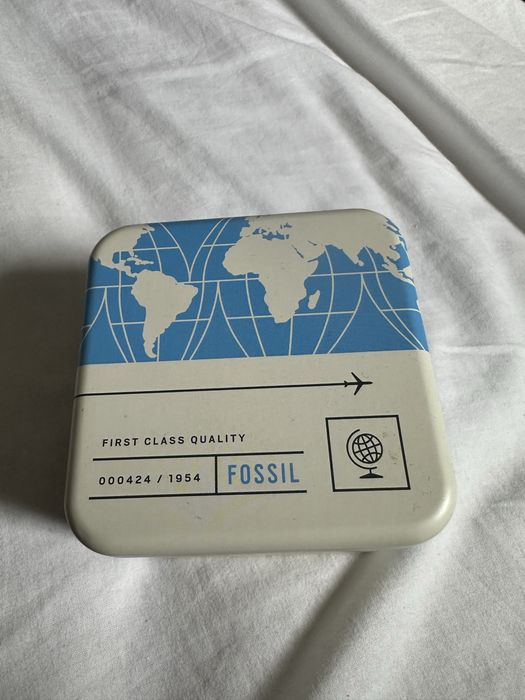 FIRST CLASS QUALITY
000424 / 1954 FOSSIL